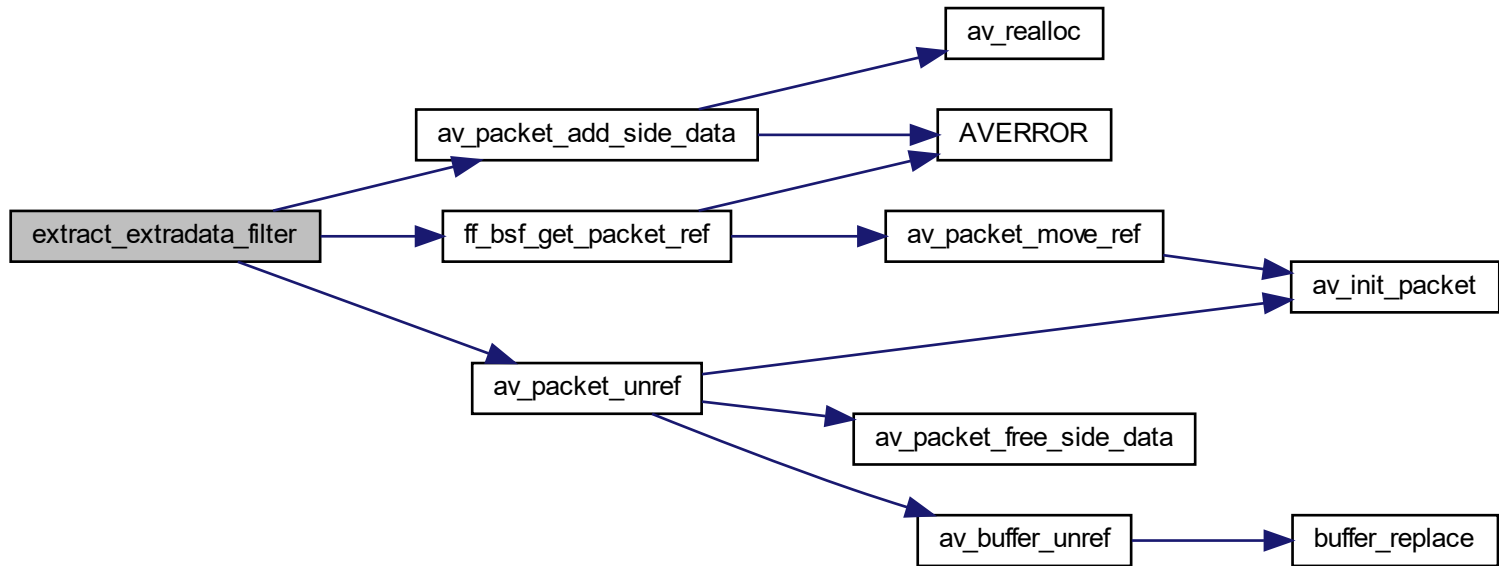 av_realloc
av_packet_add_side_data
AVERROR
extract_extradata_filter
ff_bsf_get_packet_ref
av_packet_move_ref
av_init_packet
av_packet_unref
av_packet_free_side_data
av_buffer_unref
buffer_replace